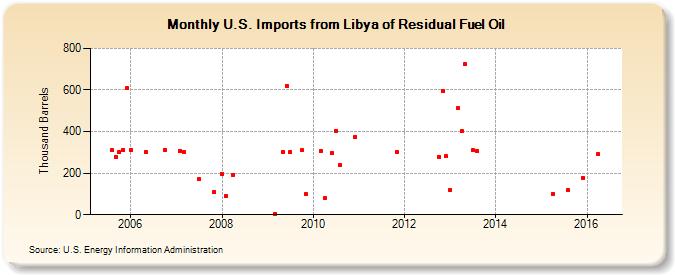 Monthly U.S. Imports from Libya of Residual Fuel Oil
Thousand Barrels
800
600
400
200
0
2006 2008 2010 2012 2014 2016
Source: U.S. Energy Information Administration